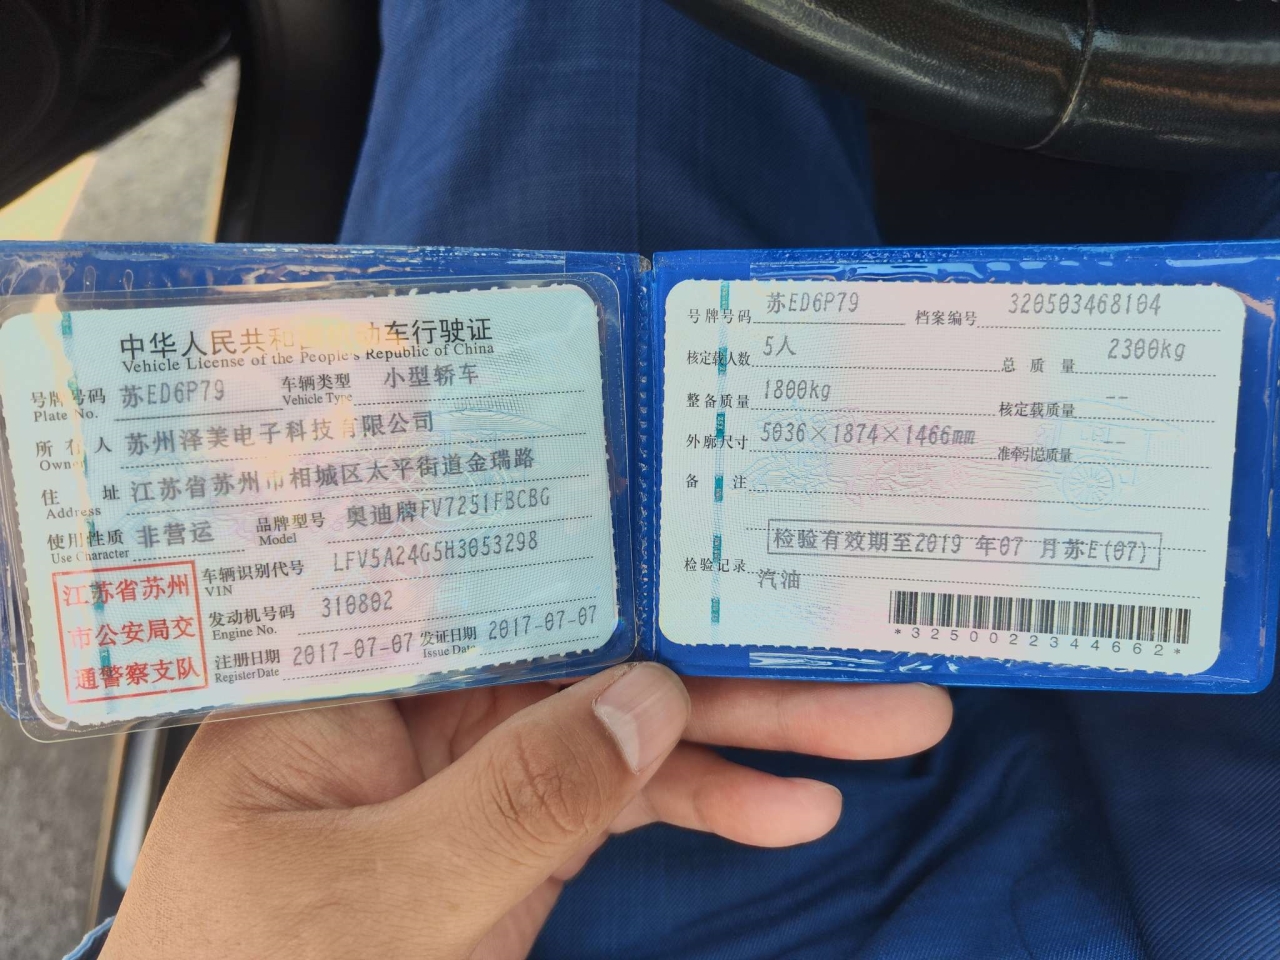 中华人民共和国机动车行驶证
Vehicle License of the People's Republic of China
号牌号码 苏ED6P79 车辆类型 小型轿车
Plate No. Vehicle Type
所有人 苏州泽美电子科技有限公司
Owner
住址 江苏省苏州市相城区太平街道金瑞路
Address
使用性质 非营运 品牌型号 奥迪牌FV7251FBCBG
Use Character Model
江苏省苏州
市公安局交
通警察支队
车辆识别代号 LFV5A24G5H3053298
VIN
发动机号码 310802
Engine No.
注册日期 2017-07-07 发证日期 2017-07-07
Register Date Issue Date
号牌号码 苏ED6P79 档案编号 320503468104
核定载人数 5人 总质量 2300kg
整备质量 1800kg 核定载质量 --
外廓尺寸 5036×1874×1466mm 准牵引总质量 --
备注
检验有效期至2019 年07 月苏E(07)
检验记录
汽油
*3250022344662*